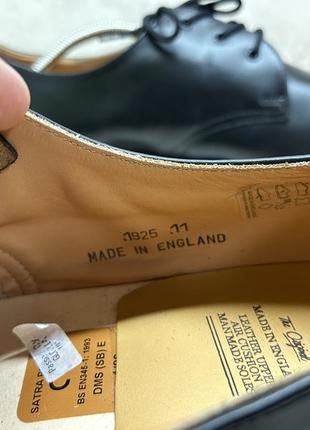 1925 11
MADE IN ENGLAND
The Original
MADE IN ENGLA
LEATHER UPPER
AIR CUSHION
MAN MADE SOLE
SATRA
C
BS EN345-1: 1993
DMS (SB) E